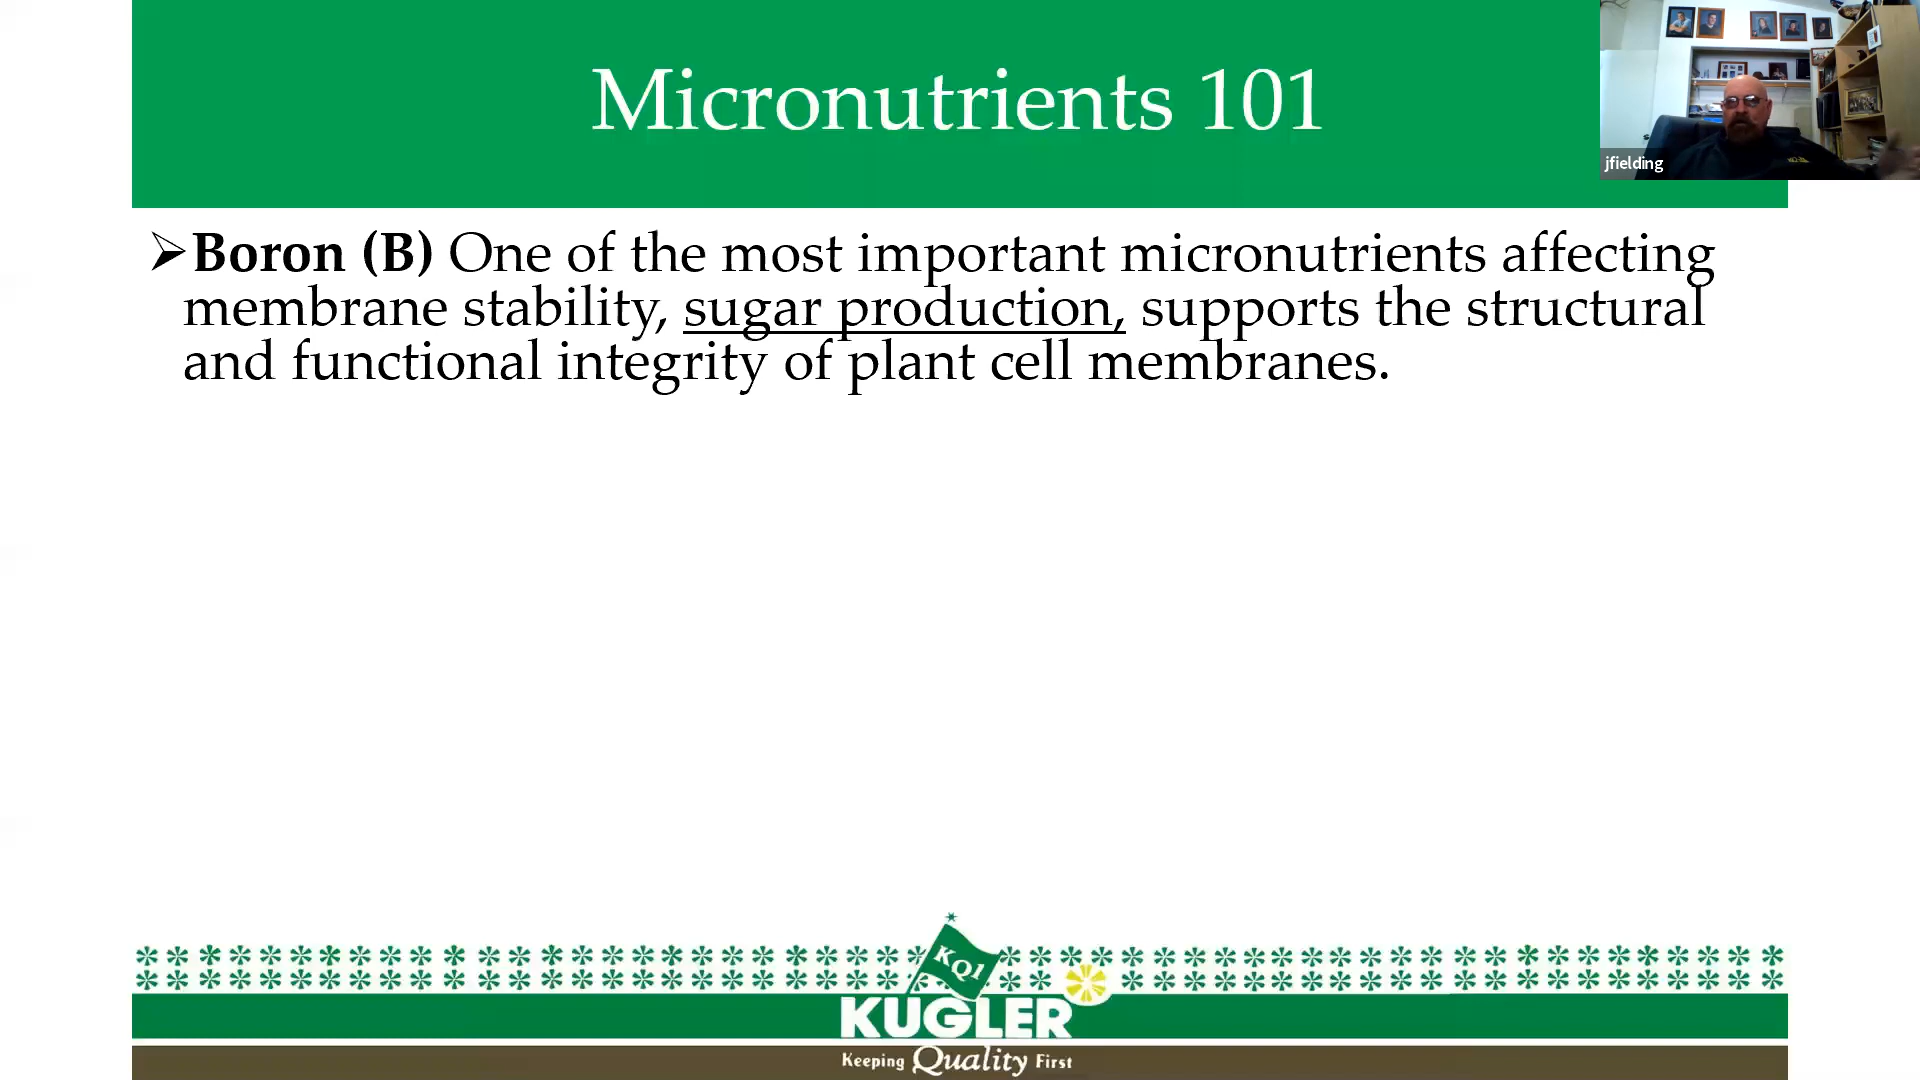 Micronutrients 101
jfielding
➢Boron (B) One of the most important micronutrients affecting
membrane stability, sugar production, supports the structural
and functional integrity of plant cell membranes.
KQ1
KUGLER
Keeping Quality First